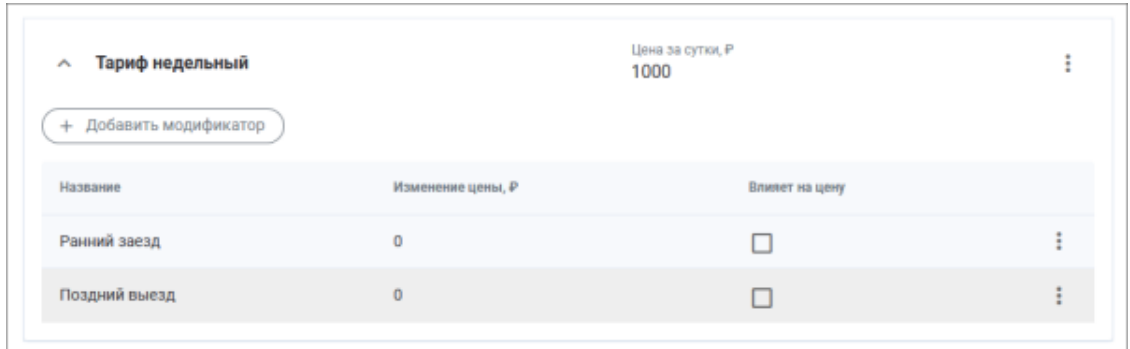 Тариф недельный
Цена за сутки, ₽
1000
+ Добавить модификатор
Название Изменение цены, ₽ Влияет на цену
Ранний заезд 0
Поздний выезд 0